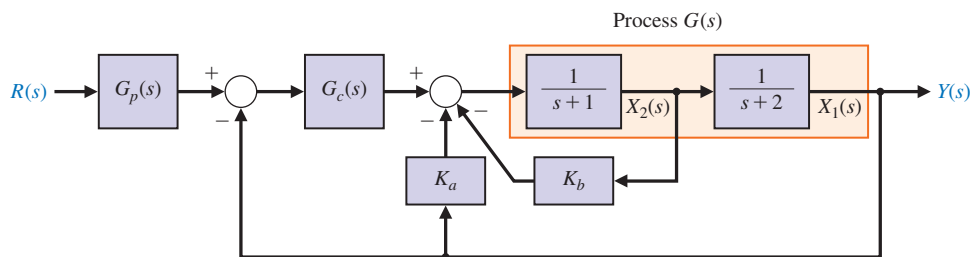 Process G(s)
R(s)
G_p(s)
+
−
G_c(s)
+
−
−
1
s + 1
X_2(s)
1
s + 2
X_1(s)
Y(s)
K_a
K_b